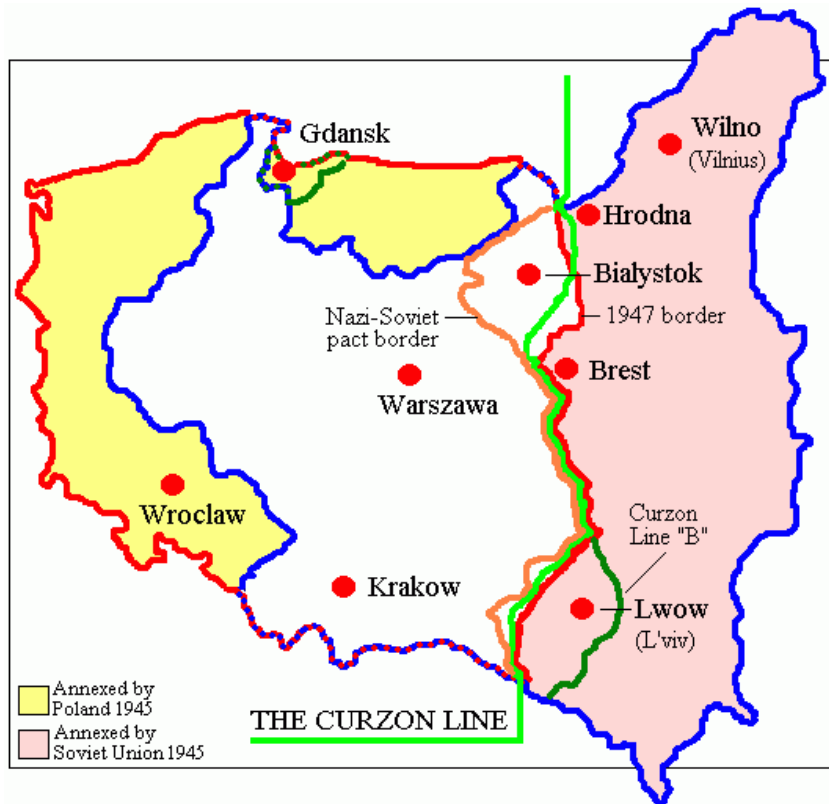 Gdansk
Wilno
(Vilnius)
Hrodna
Bialystok
Nazi-Soviet
pact border
1947 border
Brest
Warszawa
Wroclaw
Curzon
Line "B"
Krakow
Lwow
(L'viv)
Annexed by
Poland 1945
THE CURZON LINE
Annexed by
Soviet Union 1945